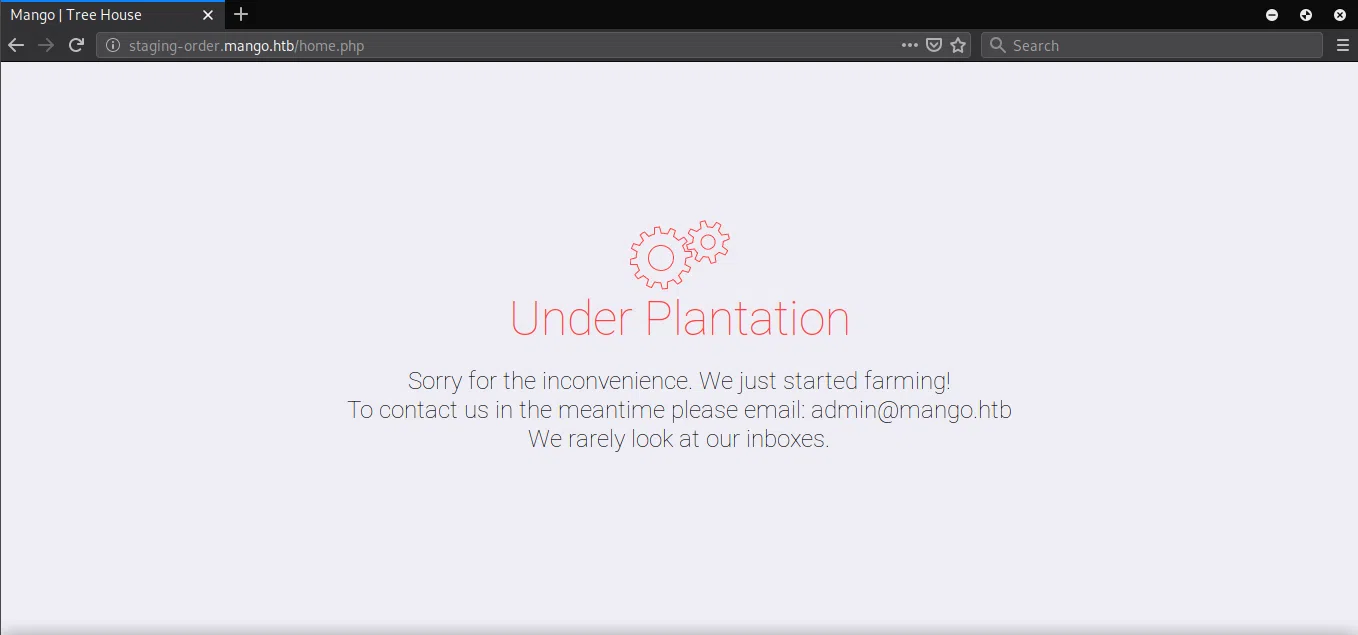 Mango | Tree House
staging-order.mango.htb/home.php
Search
Under Plantation
Sorry for the inconvenience. We just started farming!
To contact us in the meantime please email: admin@mango.htb
We rarely look at our inboxes.